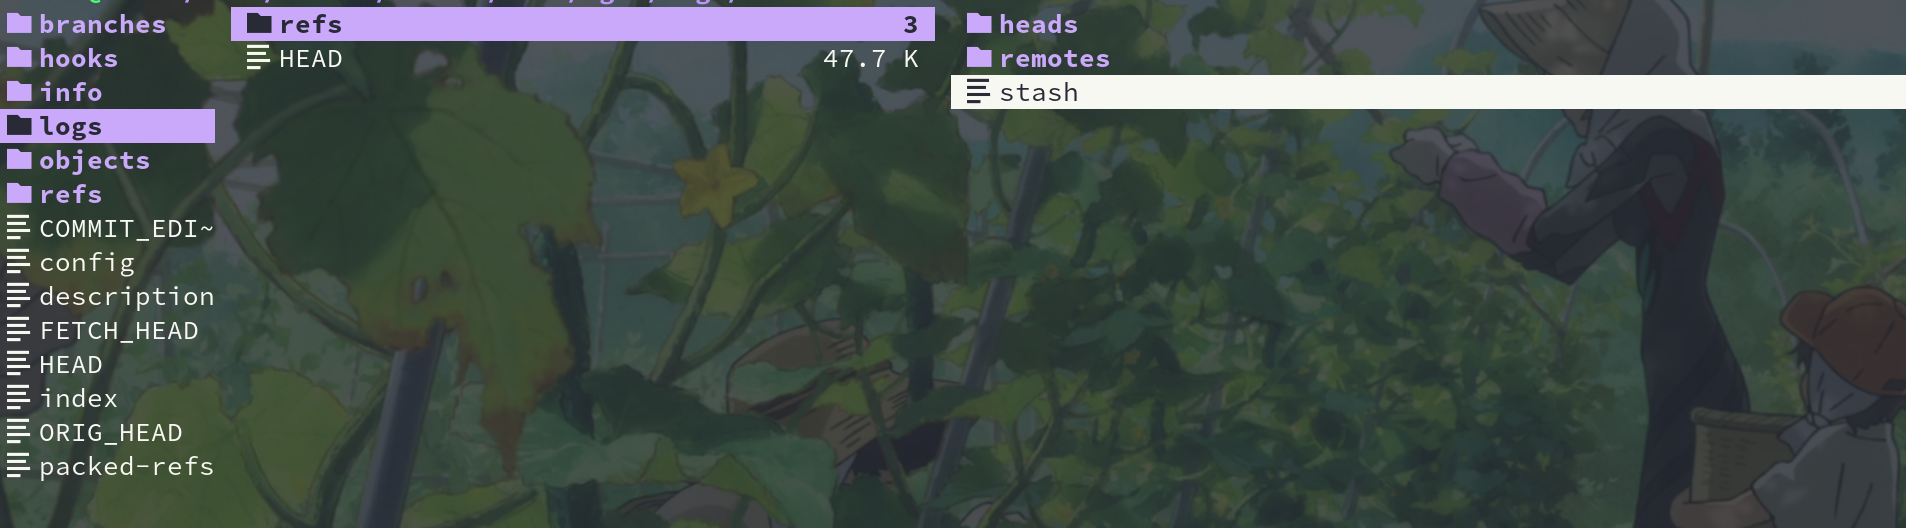 branches
hooks
info
logs
objects
refs
COMMIT_EDI~
config
description
FETCH_HEAD
HEAD
index
ORIG_HEAD
packed-refs
refs 3
HEAD 47.7 K
heads
remotes
stash